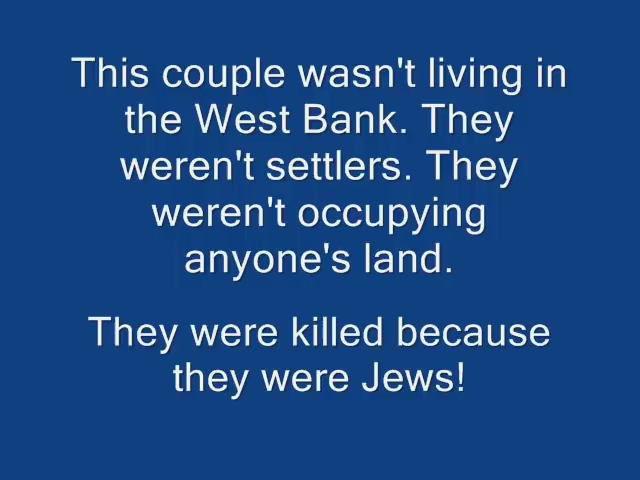 This couple wasn't living in
the West Bank. They
weren't settlers. They
weren't occupying
anyone's land.
They were killed because
they were Jews!